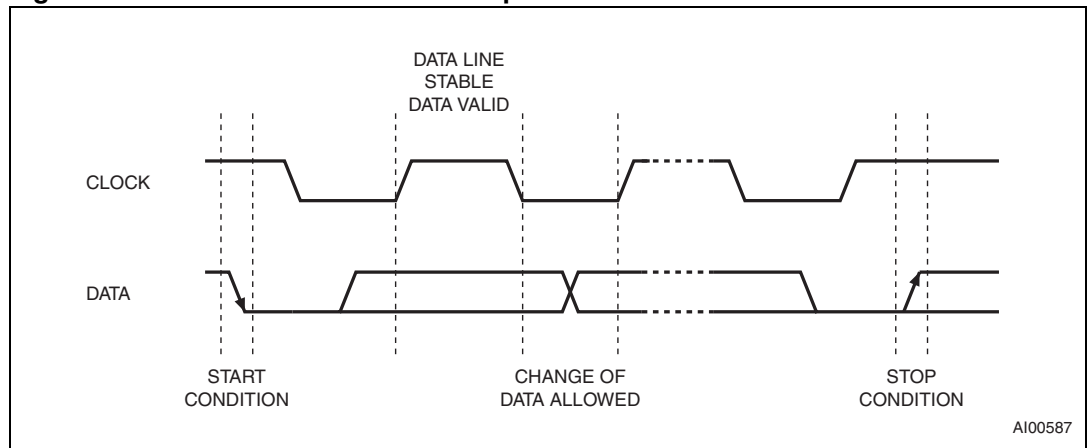 DATA LINE
STABLE
DATA VALID
CLOCK
DATA
START
CONDITION
CHANGE OF
DATA ALLOWED
STOP
CONDITION
AI00587